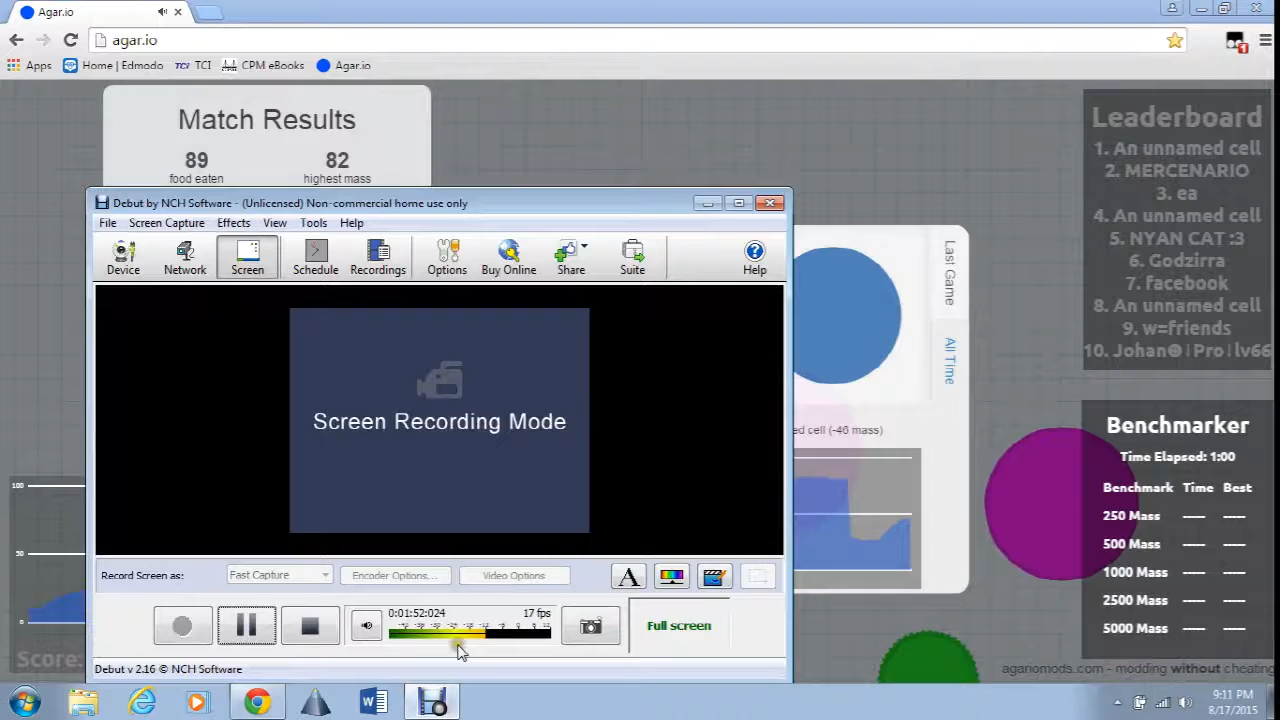 Agar.io
agar.io
Apps Home | Edmodo TCI TCI CPM eBooks Agar.io
Match Results
89 82
food eaten highest mass
Debut by NCH Software - (Unlicensed) Non-commercial home use only
File Screen Capture Effects View Tools Help
Device Network Screen Schedule Recordings Options Buy Online Share Suite Help
Screen Recording Mode
Record Screen as: Fast Capture Encoder Options... Video Options A
0:01:52:024 17 fps
Full screen
Debut v 2.16 © NCH Software
Last Game
All Time
ed cell (-46 mass)
100
50
0
Score:
Leaderboard
1. An unnamed cell
2. MERCENARIO
3. ea
4. An unnamed cell
5. NYAN CAT :3
6. Godzirra
7. facebook
8. An unnamed cell
9. w=friends
10. Johan☻|Pro|lv66
Benchmarker
Time Elapsed: 1:00
Benchmark Time Best
250 Mass ----- -----
500 Mass ----- -----
1000 Mass ----- -----
2500 Mass ----- -----
5000 Mass ----- -----
agariomods.com - modding without cheating
9:11 PM
8/17/2015